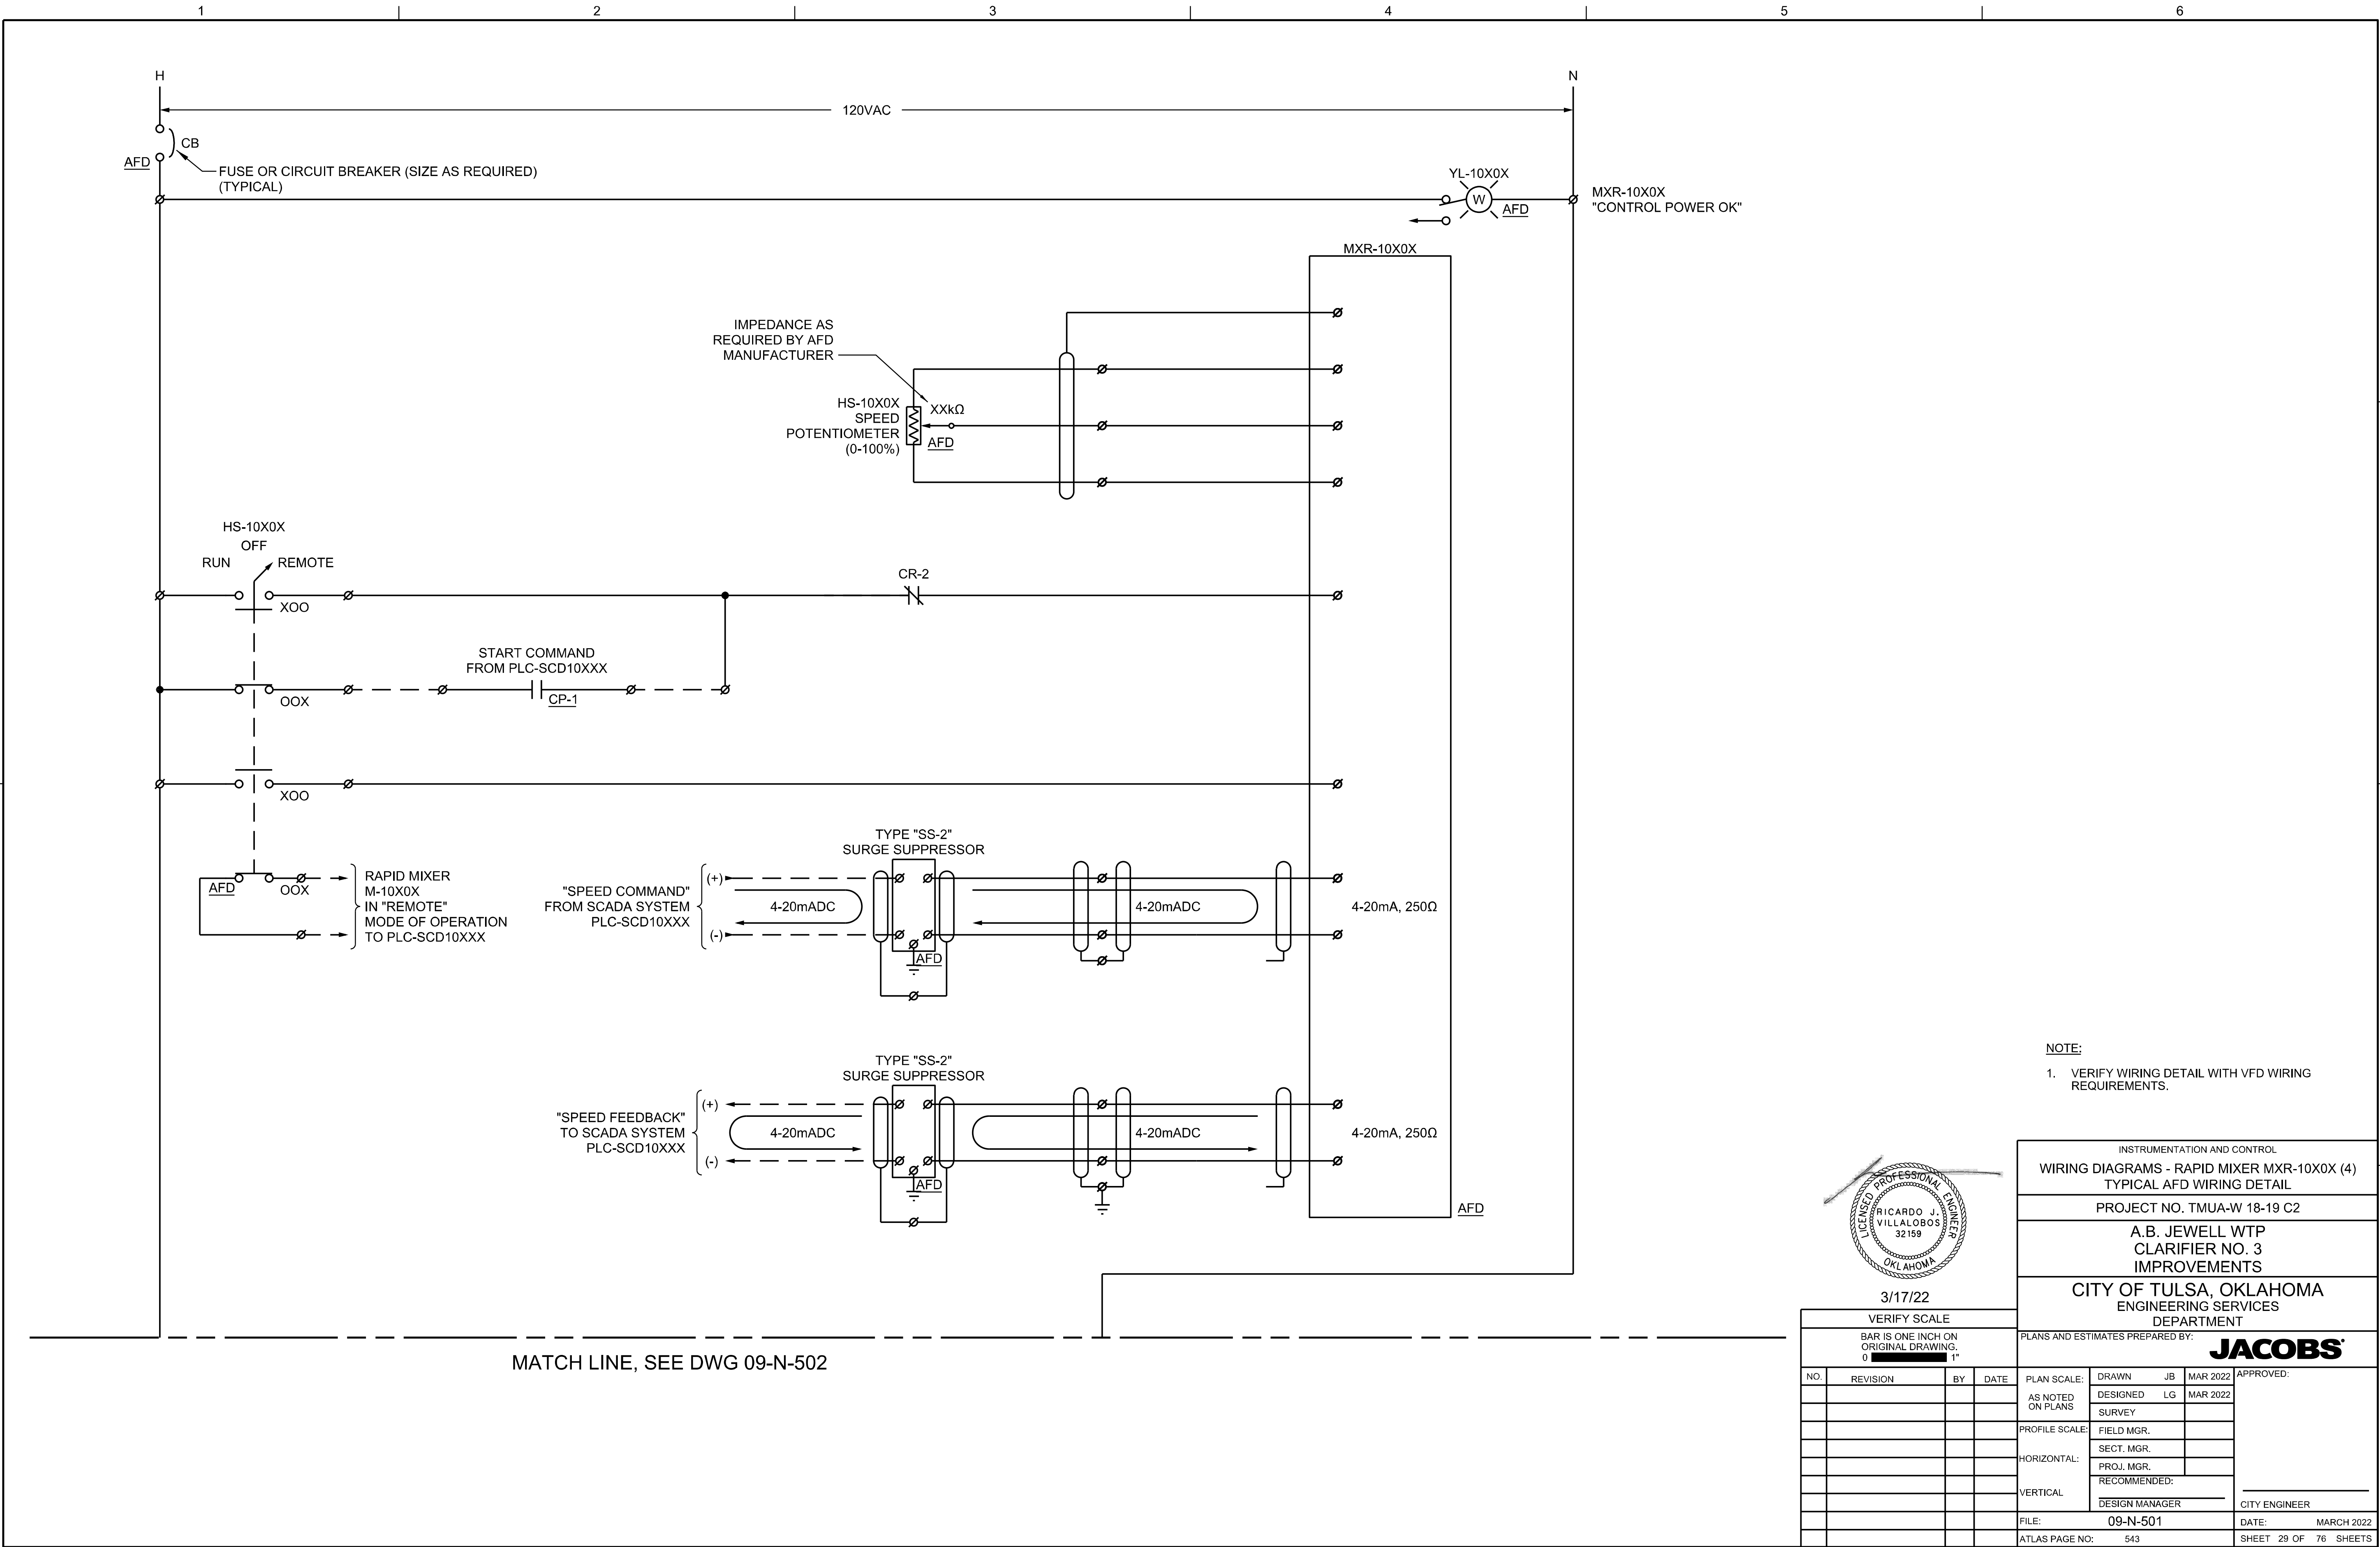 1
2
3
4
5
6
H
N
120VAC
CB
AFD
FUSE OR CIRCUIT BREAKER (SIZE AS REQUIRED)
(TYPICAL)
YL-10X0X
W
AFD
MXR-10X0X
"CONTROL POWER OK"
MXR-10X0X
IMPEDANCE AS
REQUIRED BY AFD
MANUFACTURER
HS-10X0X
SPEED
POTENTIOMETER
(0-100%)
XXkΩ
AFD
HS-10X0X
OFF
RUN
REMOTE
XOO
CR-2
START COMMAND
FROM PLC-SCD10XXX
OOX
CP-1
XOO
AFD
OOX
RAPID MIXER
M-10X0X
IN "REMOTE"
MODE OF OPERATION
TO PLC-SCD10XXX
TYPE "SS-2"
SURGE SUPPRESSOR
"SPEED COMMAND"
FROM SCADA SYSTEM
PLC-SCD10XXX
(+)
(-)
4-20mADC
AFD
4-20mADC
4-20mA, 250Ω
TYPE "SS-2"
SURGE SUPPRESSOR
"SPEED FEEDBACK"
TO SCADA SYSTEM
PLC-SCD10XXX
(+)
(-)
4-20mADC
AFD
4-20mADC
4-20mA, 250Ω
AFD
MATCH LINE, SEE DWG 09-N-502
NOTE:
1. VERIFY WIRING DETAIL WITH VFD WIRING
REQUIREMENTS.
LICENSED PROFESSIONAL ENGINEER
RICARDO J.
VILLALOBOS
32159
OKLAHOMA
3/17/22
INSTRUMENTATION AND CONTROL
WIRING DIAGRAMS - RAPID MIXER MXR-10X0X (4)
TYPICAL AFD WIRING DETAIL
PROJECT NO. TMUA-W 18-19 C2
A.B. JEWELL WTP
CLARIFIER NO. 3
IMPROVEMENTS
CITY OF TULSA, OKLAHOMA
ENGINEERING SERVICES
DEPARTMENT
VERIFY SCALE
BAR IS ONE INCH ON
ORIGINAL DRAWING.
0 1"
PLANS AND ESTIMATES PREPARED BY:
JACOBS
NO. REVISION BY DATE
PLAN SCALE:
AS NOTED
ON PLANS
PROFILE SCALE:
HORIZONTAL:
VERTICAL
DRAWN JB MAR 2022
DESIGNED LG MAR 2022
SURVEY
FIELD MGR.
SECT. MGR.
PROJ. MGR.
RECOMMENDED:
DESIGN MANAGER
APPROVED:
CITY ENGINEER
FILE: 09-N-501
DATE: MARCH 2022
ATLAS PAGE NO: 543
SHEET 29 OF 76 SHEETS